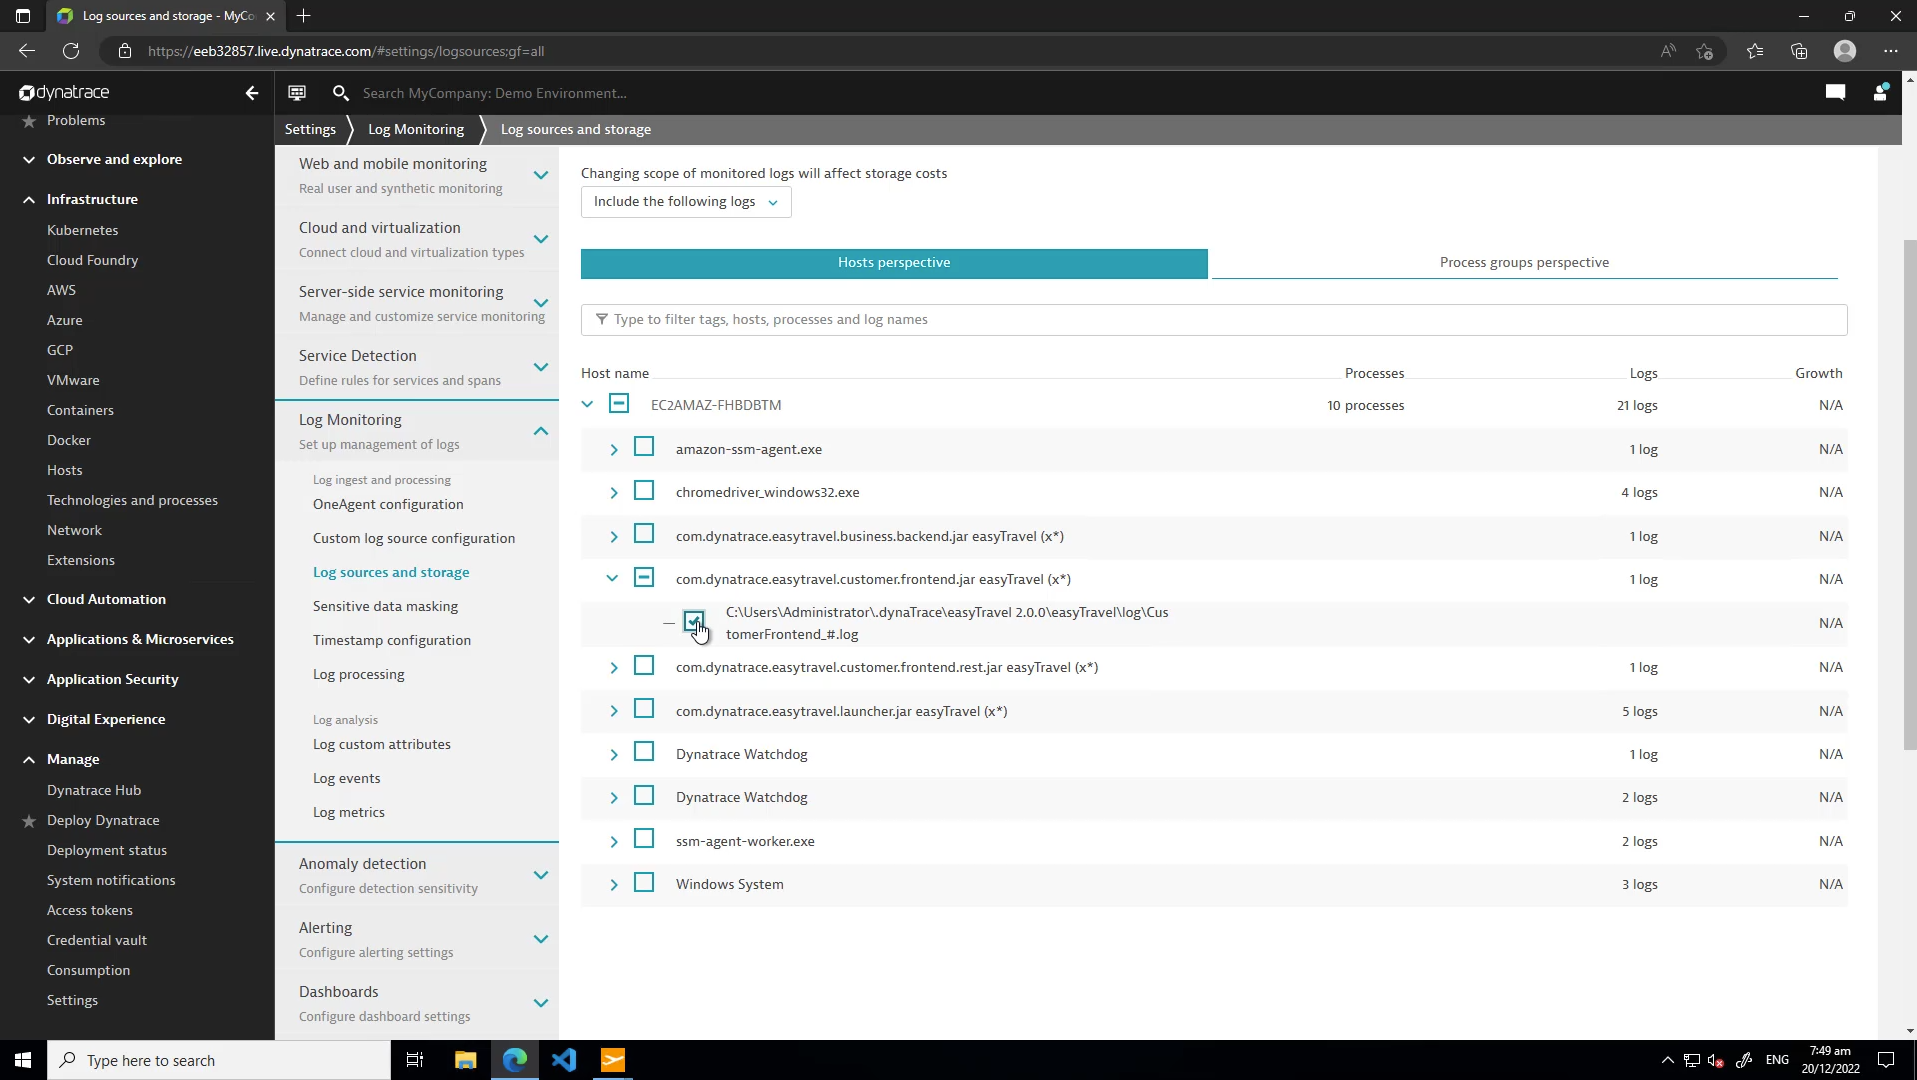 Log sources and storage - MyCo
https://eeb32857.live.dynatrace.com/#settings/logsources;gf=all
dynatrace
Search MyCompany: Demo Environment...
Problems
Observe and explore
Infrastructure
Kubernetes
Cloud Foundry
AWS
Azure
GCP
VMware
Containers
Docker
Hosts
Technologies and processes
Network
Extensions
Cloud Automation
Applications & Microservices
Application Security
Digital Experience
Manage
Dynatrace Hub
Deploy Dynatrace
Deployment status
System notifications
Access tokens
Credential vault
Consumption
Settings
Settings Log Monitoring Log sources and storage
Web and mobile monitoring
Real user and synthetic monitoring
Cloud and virtualization
Connect cloud and virtualization types
Server-side service monitoring
Manage and customize service monitoring
Service Detection
Define rules for services and spans
Log Monitoring
Set up management of logs
Log ingest and processing
OneAgent configuration
Custom log source configuration
Log sources and storage
Sensitive data masking
Timestamp configuration
Log processing
Log analysis
Log custom attributes
Log events
Log metrics
Anomaly detection
Configure detection sensitivity
Alerting
Configure alerting settings
Dashboards
Configure dashboard settings
Changing scope of monitored logs will affect storage costs
Include the following logs
Hosts perspective Process groups perspective
Type to filter tags, hosts, processes and log names
Host name Processes Logs Growth
EC2AMAZ-FHBDBTM 10 processes 21 logs N/A
amazon-ssm-agent.exe 1 log N/A
chromedriver_windows32.exe 4 logs N/A
com.dynatrace.easytravel.business.backend.jar easyTravel (x*) 1 log N/A
com.dynatrace.easytravel.customer.frontend.jar easyTravel (x*) 1 log N/A
C:\Users\Administrator\.dynaTrace\easyTravel 2.0.0\easyTravel\log\Cus
tomerFrontend_#.log N/A
com.dynatrace.easytravel.customer.frontend.rest.jar easyTravel (x*) 1 log N/A
com.dynatrace.easytravel.launcher.jar easyTravel (x*) 5 logs N/A
Dynatrace Watchdog 1 log N/A
Dynatrace Watchdog 2 logs N/A
ssm-agent-worker.exe 2 logs N/A
Windows System 3 logs N/A
Type here to search
ENG
7:49 am
20/12/2022